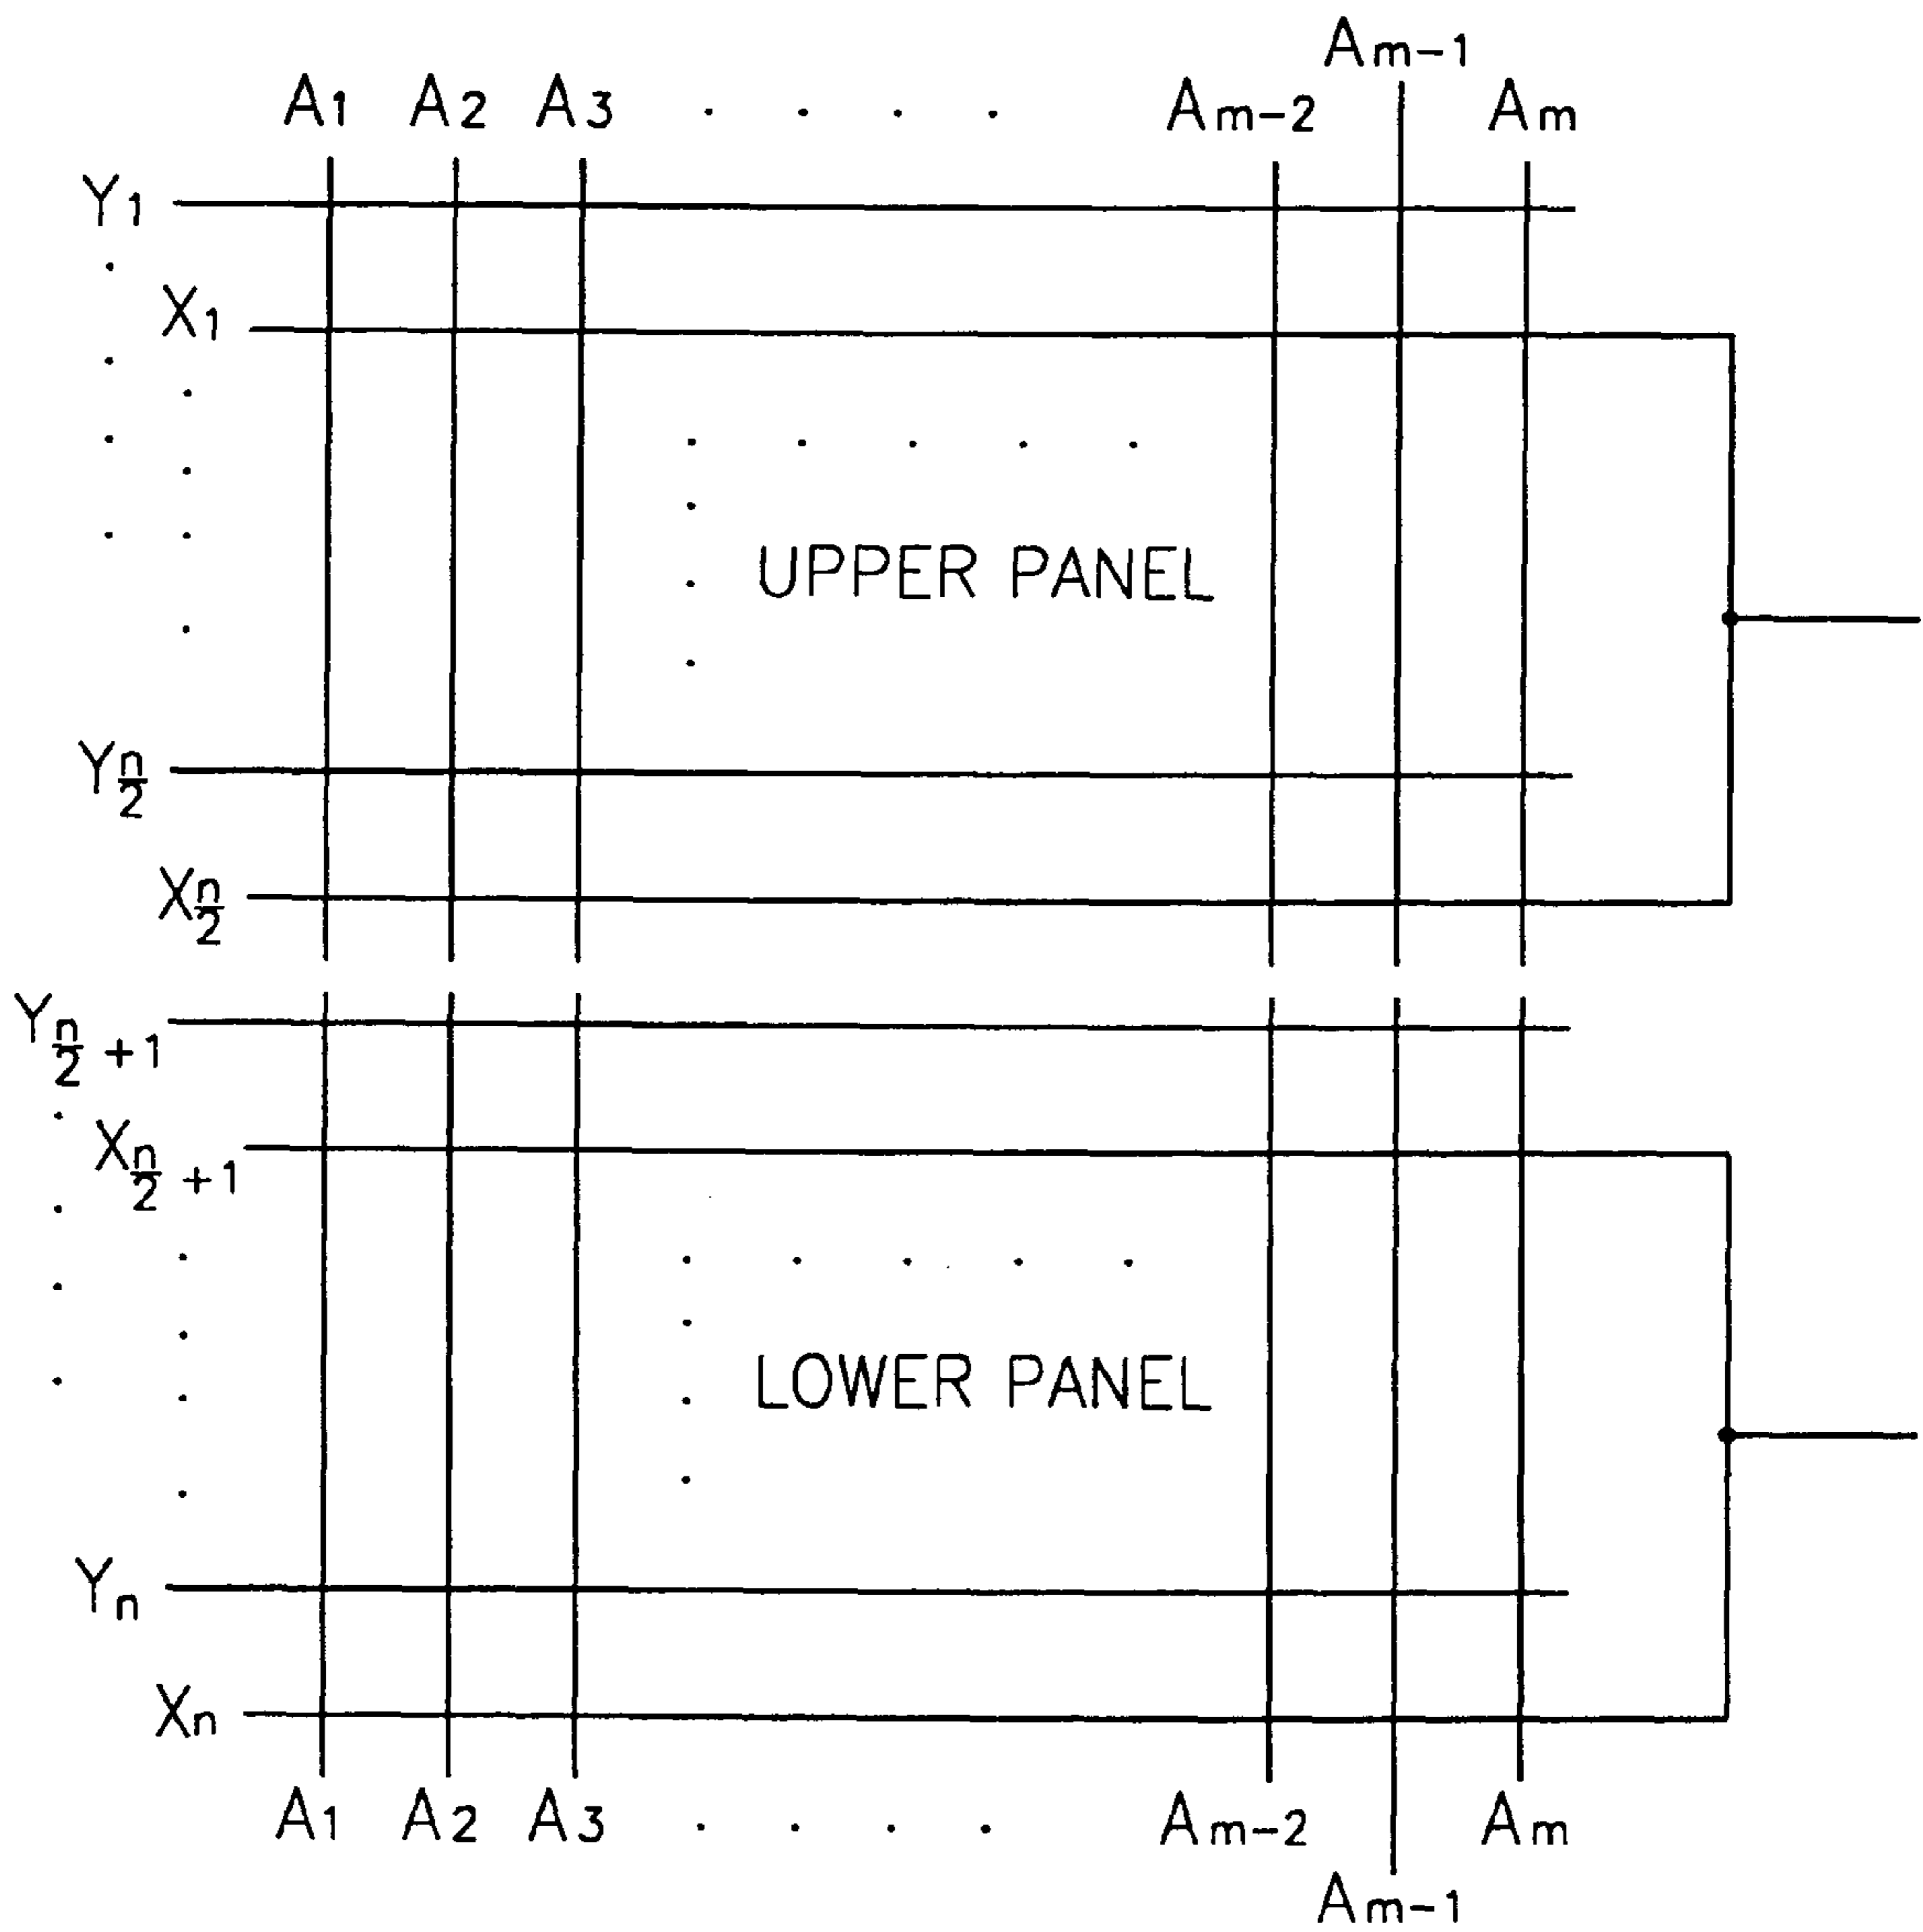 Am-1
A1 A2 A3 . . . . Am-2 Am
Y1
X1
UPPER PANEL
Yn/2
Xn/2
Yn/2 +1
Xn/2 +1
LOWER PANEL
Yn
Xn
A1 A2 A3 . . . . Am-2 Am
Am-1